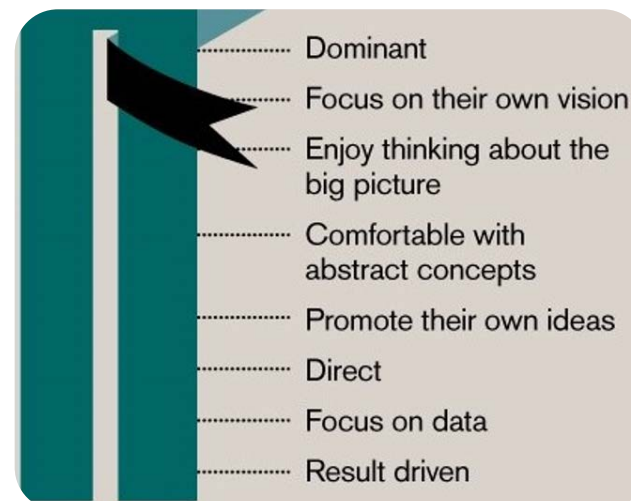 Dominant
Focus on their own vision
Enjoy thinking about the
big picture
Comfortable with
abstract concepts
Promote their own ideas
Direct
Focus on data
Result driven